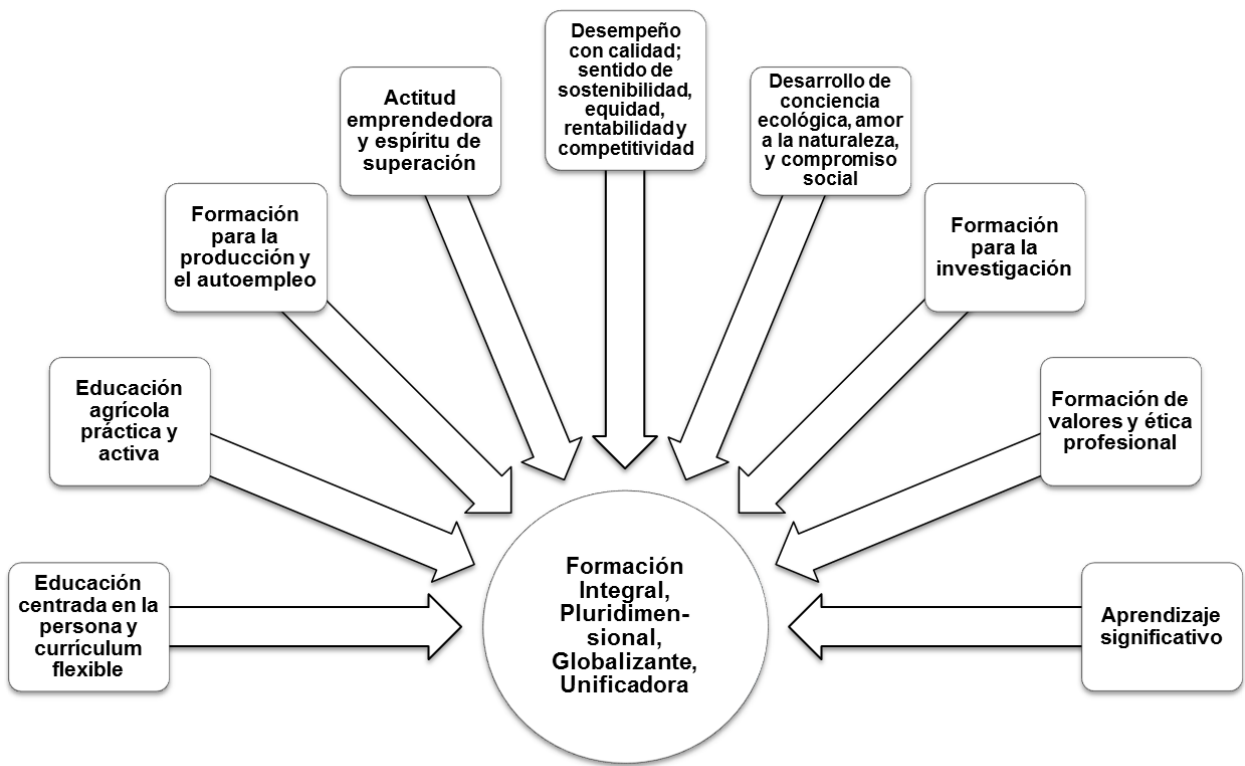 Desempeño
con calidad;
sentido de
sostenibilidad,
equidad,
rentabilidad y
competitividad
Actitud
emprendedora
y espíritu de
superación
Desarrollo de
conciencia
ecológica, amor
a la naturaleza,
y compromiso
social
Formación
para la
producción y
el autoempleo
Formación
para la
investigación
Educación
agrícola
práctica y
activa
Formación de
valores y ética
profesional
Educación
centrada en la
persona y
currículum
flexible
Formación
Integral,
Pluridimen-
sional,
Globalizante,
Unificadora
Aprendizaje
significativo